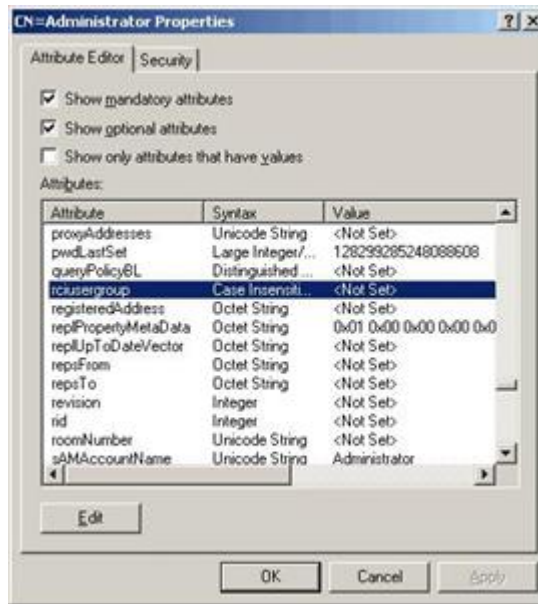 CN=Administrator Properties
Attribute Editor Security
Show mandatory attributes
Show optional attributes
Show only attributes that have values
Attributes:
Attribute Syntax Value
proxyAddresses Unicode String <Not Set>
pwdLastSet Large Integer/... 128299285248088608
queryPolicyBL Distinguished ... <Not Set>
rciusergroup Case Insensiti... <Not Set>
registeredAddress Octet String <Not Set>
replPropertyMetaData Octet String 0x01 0x00 0x00 0x00 0x0
replUpToDateVector Octet String <Not Set>
repsFrom Octet String <Not Set>
repsTo Octet String <Not Set>
revision Integer <Not Set>
rid Integer <Not Set>
roomNumber Unicode String <Not Set>
sAMAccountName Unicode String Administrator
Edit
OK Cancel Apply